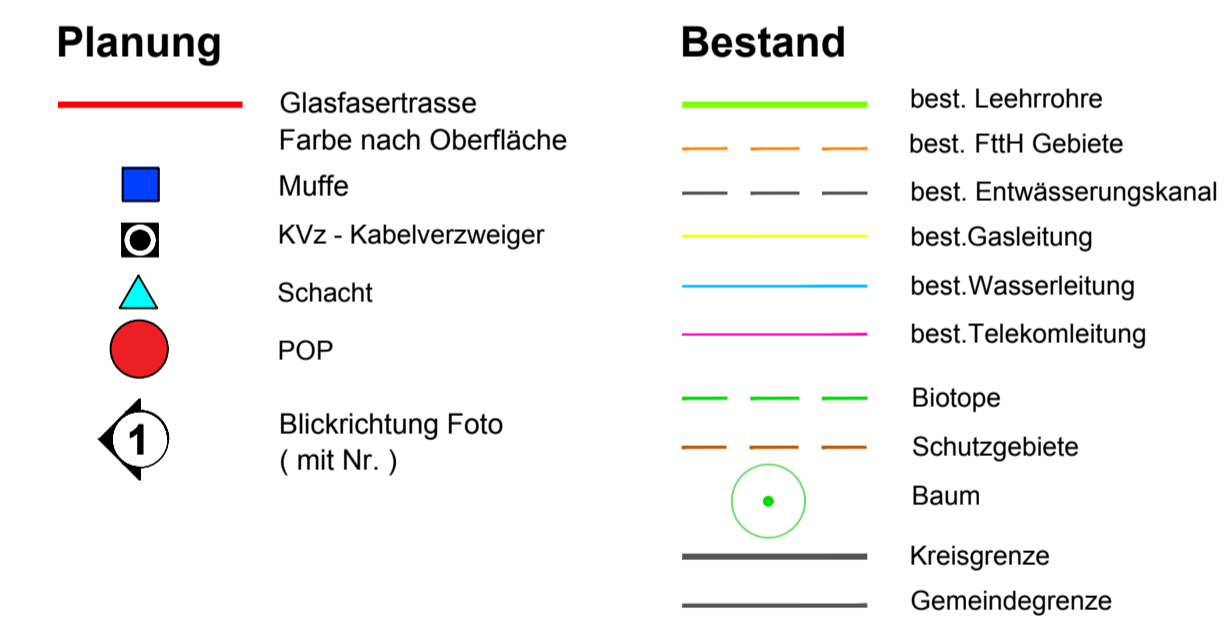 Planung
Glasfasertrasse
Farbe nach Oberfläche
Muffe
KVz - Kabelverzweiger
Schacht
POP
1
Blickrichtung Foto
( mit Nr. )
Bestand
best. Leehrrohre
best. FttH Gebiete
best. Entwässerungskanal
best.Gasleitung
best.Wasserleitung
best.Telekomleitung
Biotope
Schutzgebiete
Baum
Kreisgrenze
Gemeindegrenze